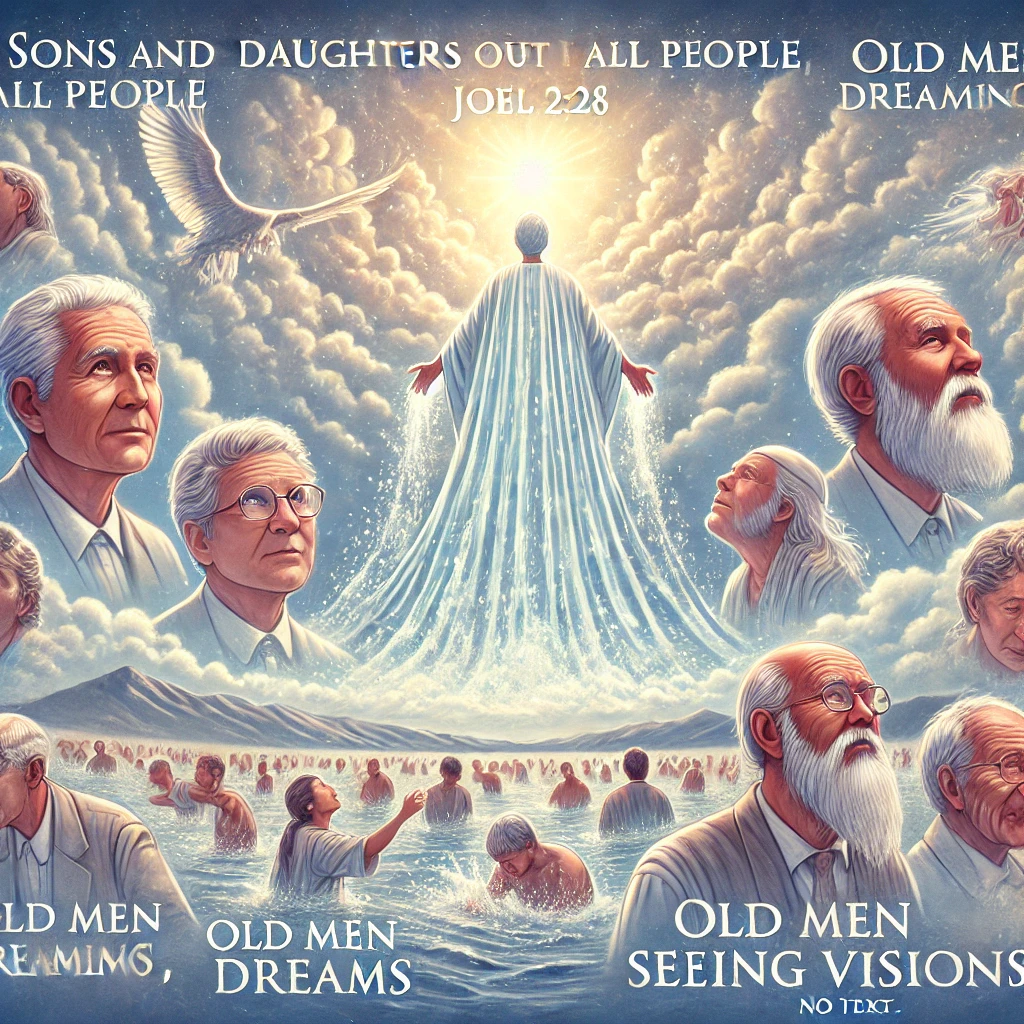 SONS AND DAUGHTERS OUT ALL PEOPLE
ALL PEOPLE
JOEL 2:28
OLD MEN
DREAMING
OLD MEN
DREAMS
OLD MEN
SEEING VISIONS
NO TEXT.